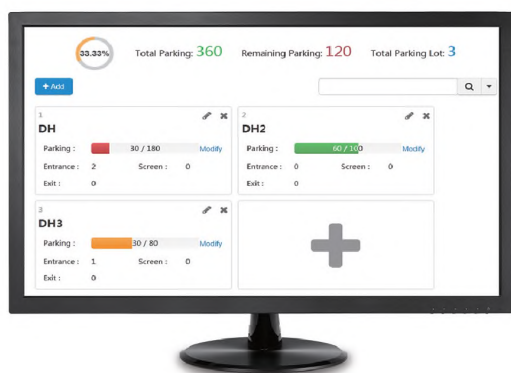 33.33% Total Parking: 360 Remaining Parking: 120 Total Parking Lot: 3
+ Add
1
DH
Parking : 30 / 180 Modify
Entrance : 2 Screen : 0
Exit : 0
2
DH2
Parking : 60 / 100 Modify
Entrance : 0 Screen : 0
Exit : 0
3
DH3
Parking : 30 / 80 Modify
Entrance : 1 Screen : 0
Exit : 0